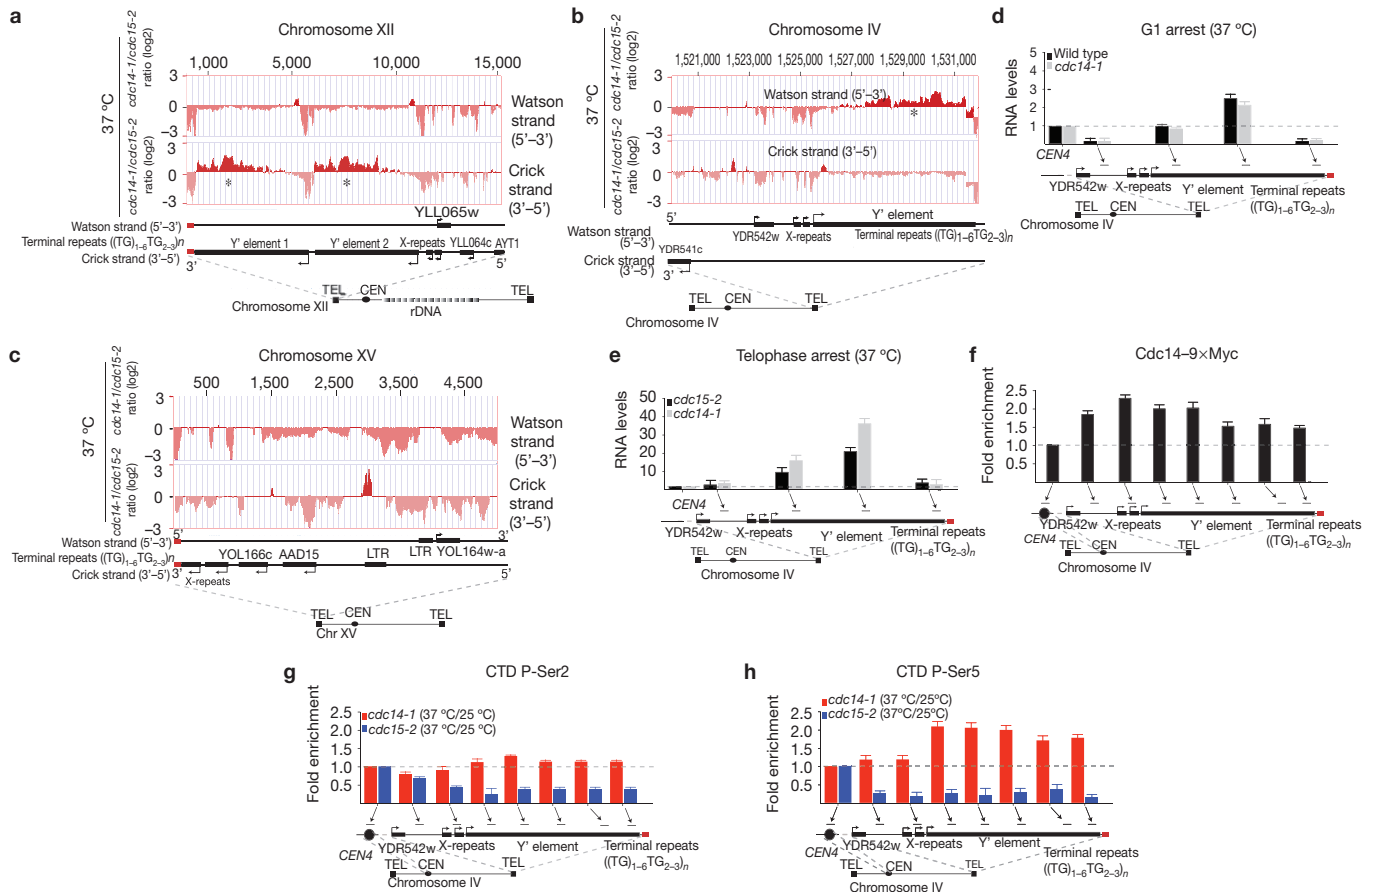 a
Chromosome XII
37 ºC
cdc14-1/cdc15-2
ratio (log2)
cdc14-1/cdc15-2
ratio (log2)
1,000 5,000 10,000 15,000
3
0
–3
Watson
strand
(5'–3')
3
0
–3
Crick
strand
(3'–5')
*
*
YLL065w
Watson strand (5'–3')
Terminal repeats ((TG)1–6TG2–3)n
Crick strand (3'–5')
Y' element 1 Y' element 2 X-repeats YLL064c AYT1
3' 5'
TEL CEN TEL
Chromosome XII
rDNA
b
Chromosome IV
37 ºC
cdc14-1/cdc15-2
ratio (log2)
cdc14-1/cdc15-2
ratio (log2)
1,521,000 1,523,000 1,525,000 1,527,000 1,529,000 1,531,000
3
0
–3
Watson strand (5'–3')
*
3
0
–3
Crick strand (3'–5')
5'
Watson strand
(5'–3')
YDR542w X-repeats
Y' element
Terminal repeats ((TG)1–6TG2–3)n
YDR541c
Crick strand
(3'–5')
3'
TEL CEN TEL
Chromosome IV
c
Chromosome XV
37 ºC
cdc14-1/cdc15-2
ratio (log2)
cdc14-1/cdc15-2
ratio (log2)
500 1,500 2,500 3,500 4,500
3
0
–3
Watson
strand
(5'–3')
3
0
–3
Crick
strand
(3'–5')
5' 3'
Watson strand (5'–3')
Terminal repeats ((TG)1–6TG2–3)n
Crick strand (3'–5')
YOL166c AAD15 LTR LTR YOL164w-a
3' X-repeats 5'
TEL CEN TEL
Chr XV
d
G1 arrest (37 ºC)
RNA levels
5
4
3
2
1
Wild type
cdc14-1
CEN4
YDR542w X-repeats Y' element Terminal repeats
((TG)1–6TG2–3)n
TEL CEN TEL
Chromosome IV
e
Telophase arrest (37 ºC)
RNA levels
50
40
30
20
10
cdc15-2
cdc14-1
CEN4
YDR542w X-repeats Y' element Terminal repeats
((TG)1–6TG2–3)n
TEL CEN TEL
Chromosome IV
f
Cdc14–9×Myc
Fold enrichment
2.5
2.0
1.5
1.0
0.5
CEN4
YDR542w X-repeats Y' element Terminal repeats
((TG)1–6TG2–3)n
TEL CEN TEL
Chromosome IV
g
CTD P-Ser2
Fold enrichment
2.5
2.0
1.5
1.0
0.5
cdc14-1 (37 ºC/25 ºC)
cdc15-2 (37 ºC/25 ºC)
CEN4
YDR542w X-repeats Y' element Terminal repeats
((TG)1–6TG2–3)n
TEL CEN TEL
Chromosome IV
h
CTD P-Ser5
Fold enrichment
2.5
2.0
1.5
1.0
0.5
cdc14-1 (37 ºC/25ºC)
cdc15-2 (37ºC/25ºC)
CEN4
YDR542w X-repeats Y' element Terminal repeats
((TG)1–6TG2–3)n
TEL CEN TEL
Chromosome IV